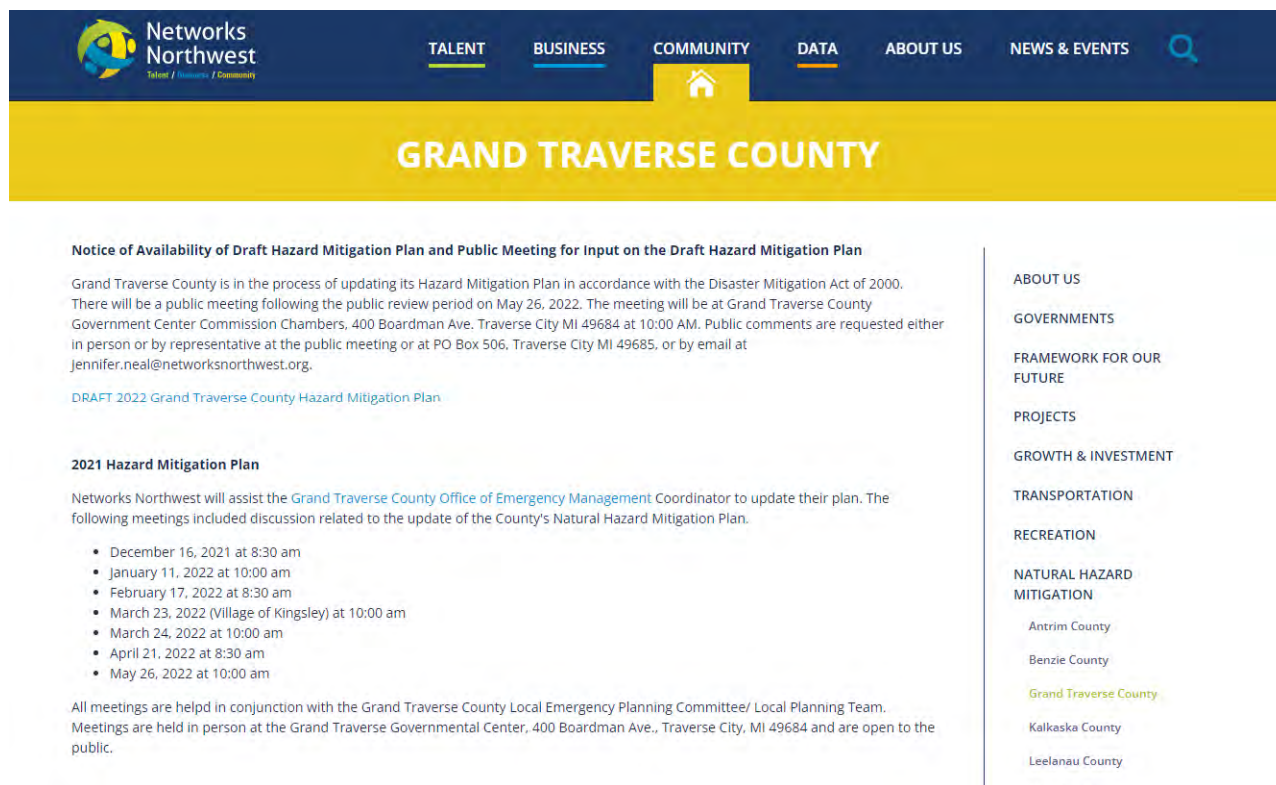 Networks
Northwest
Talent / Business / Community
TALENT
BUSINESS
COMMUNITY
DATA
ABOUT US
NEWS & EVENTS
GRAND TRAVERSE COUNTY
Notice of Availability of Draft Hazard Mitigation Plan and Public Meeting for Input on the Draft Hazard Mitigation Plan
Grand Traverse County is in the process of updating its Hazard Mitigation Plan in accordance with the Disaster Mitigation Act of 2000.
There will be a public meeting following the public review period on May 26, 2022. The meeting will be at Grand Traverse County
Government Center Commission Chambers, 400 Boardman Ave. Traverse City MI 49684 at 10:00 AM. Public comments are requested either
in person or by representative at the public meeting or at PO Box 506, Traverse City MI 49685, or by email at
jennifer.neal@networksnorthwest.org.
DRAFT 2022 Grand Traverse County Hazard Mitigation Plan
2021 Hazard Mitigation Plan
Networks Northwest will assist the Grand Traverse County Office of Emergency Management Coordinator to update their plan. The
following meetings included discussion related to the update of the County's Natural Hazard Mitigation Plan.
• December 16, 2021 at 8:30 am
• January 11, 2022 at 10:00 am
• February 17, 2022 at 8:30 am
• March 23, 2022 (Village of Kingsley) at 10:00 am
• March 24, 2022 at 10:00 am
• April 21, 2022 at 8:30 am
• May 26, 2022 at 10:00 am
All meetings are helpd in conjunction with the Grand Traverse County Local Emergency Planning Committee/ Local Planning Team.
Meetings are held in person at the Grand Traverse Governmental Center, 400 Boardman Ave., Traverse City, MI 49684 and are open to the
public.
ABOUT US
GOVERNMENTS
FRAMEWORK FOR OUR
FUTURE
PROJECTS
GROWTH & INVESTMENT
TRANSPORTATION
RECREATION
NATURAL HAZARD
MITIGATION
Antrim County
Benzie County
Grand Traverse County
Kalkaska County
Leelanau County